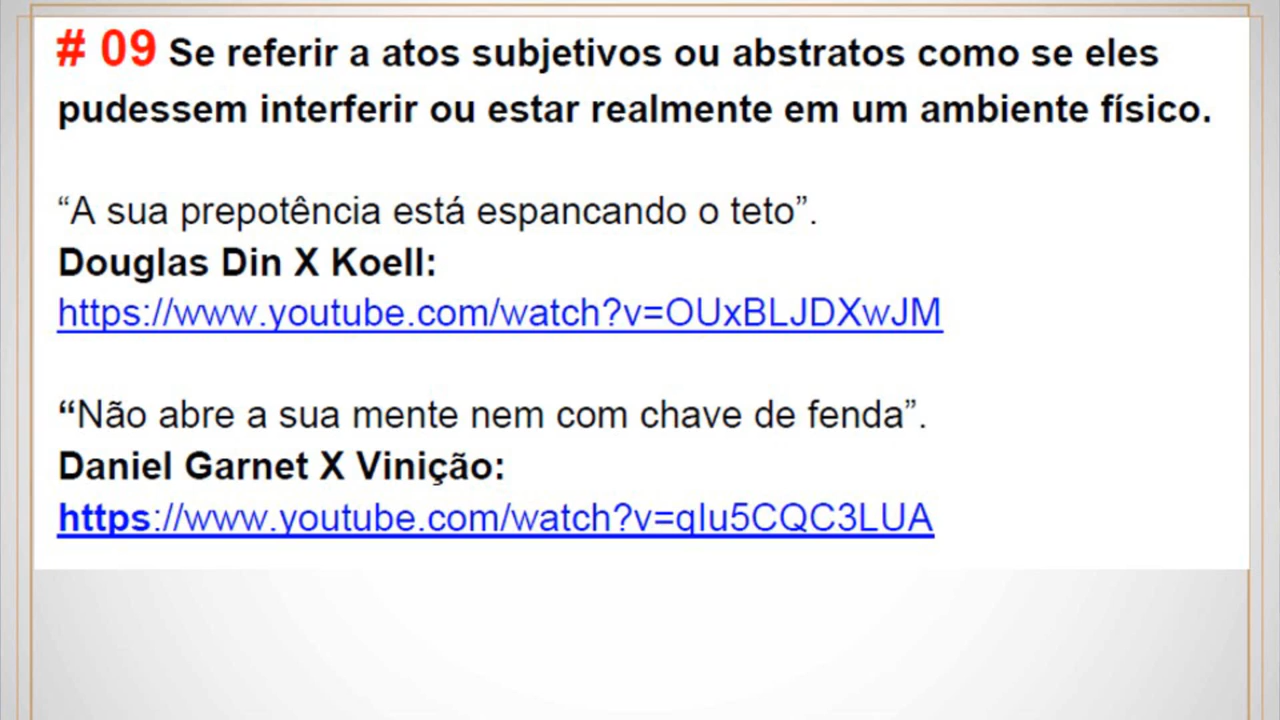 # 09 Se referir a atos subjetivos ou abstratos como se eles
pudessem interferir ou estar realmente em um ambiente físico.
“A sua prepotência está espancando o teto”.
Douglas Din X Koell:
https://www.youtube.com/watch?v=OUxBLJDXwJM
“Não abre a sua mente nem com chave de fenda”.
Daniel Garnet X Vinição:
https://www.youtube.com/watch?v=qIu5CQC3LUA